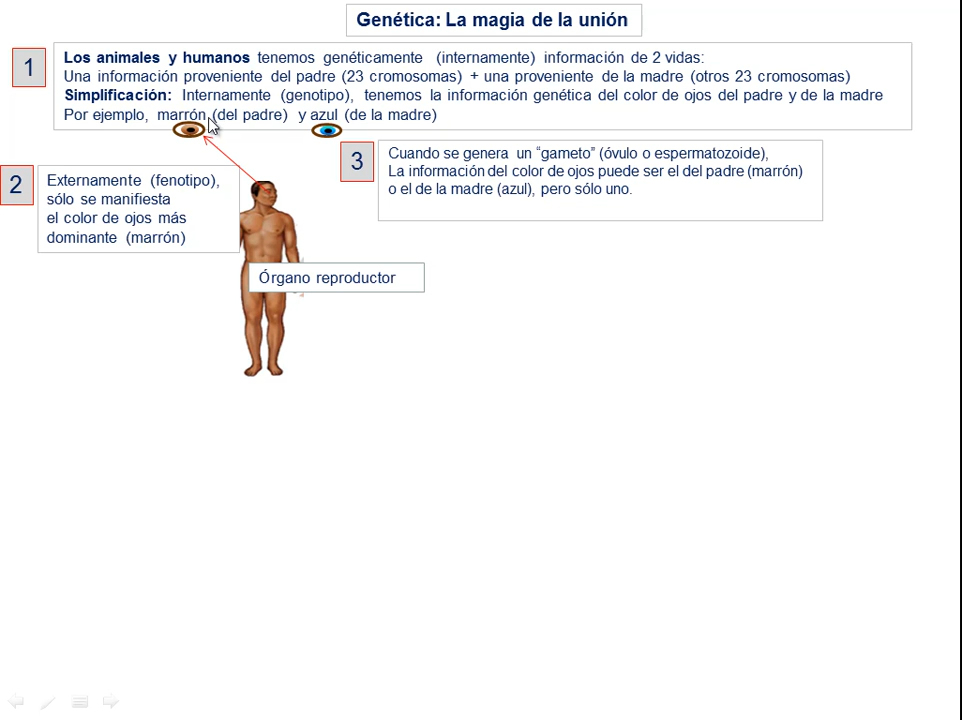 Genética: La magia de la unión
1
Los animales y humanos tenemos genéticamente (internamente) información de 2 vidas:
Una información proveniente del padre (23 cromosomas) + una proveniente de la madre (otros 23 cromosomas)
Simplificación: Internamente (genotipo), tenemos la información genética del color de ojos del padre y de la madre
Por ejemplo, marrón (del padre) y azul (de la madre)
2
Externamente (fenotipo),
sólo se manifiesta
el color de ojos más
dominante (marrón)
3
Cuando se genera un “gameto” (óvulo o espermatozoide),
La información del color de ojos puede ser el del padre (marrón)
o el de la madre (azul), pero sólo uno.
Órgano reproductor